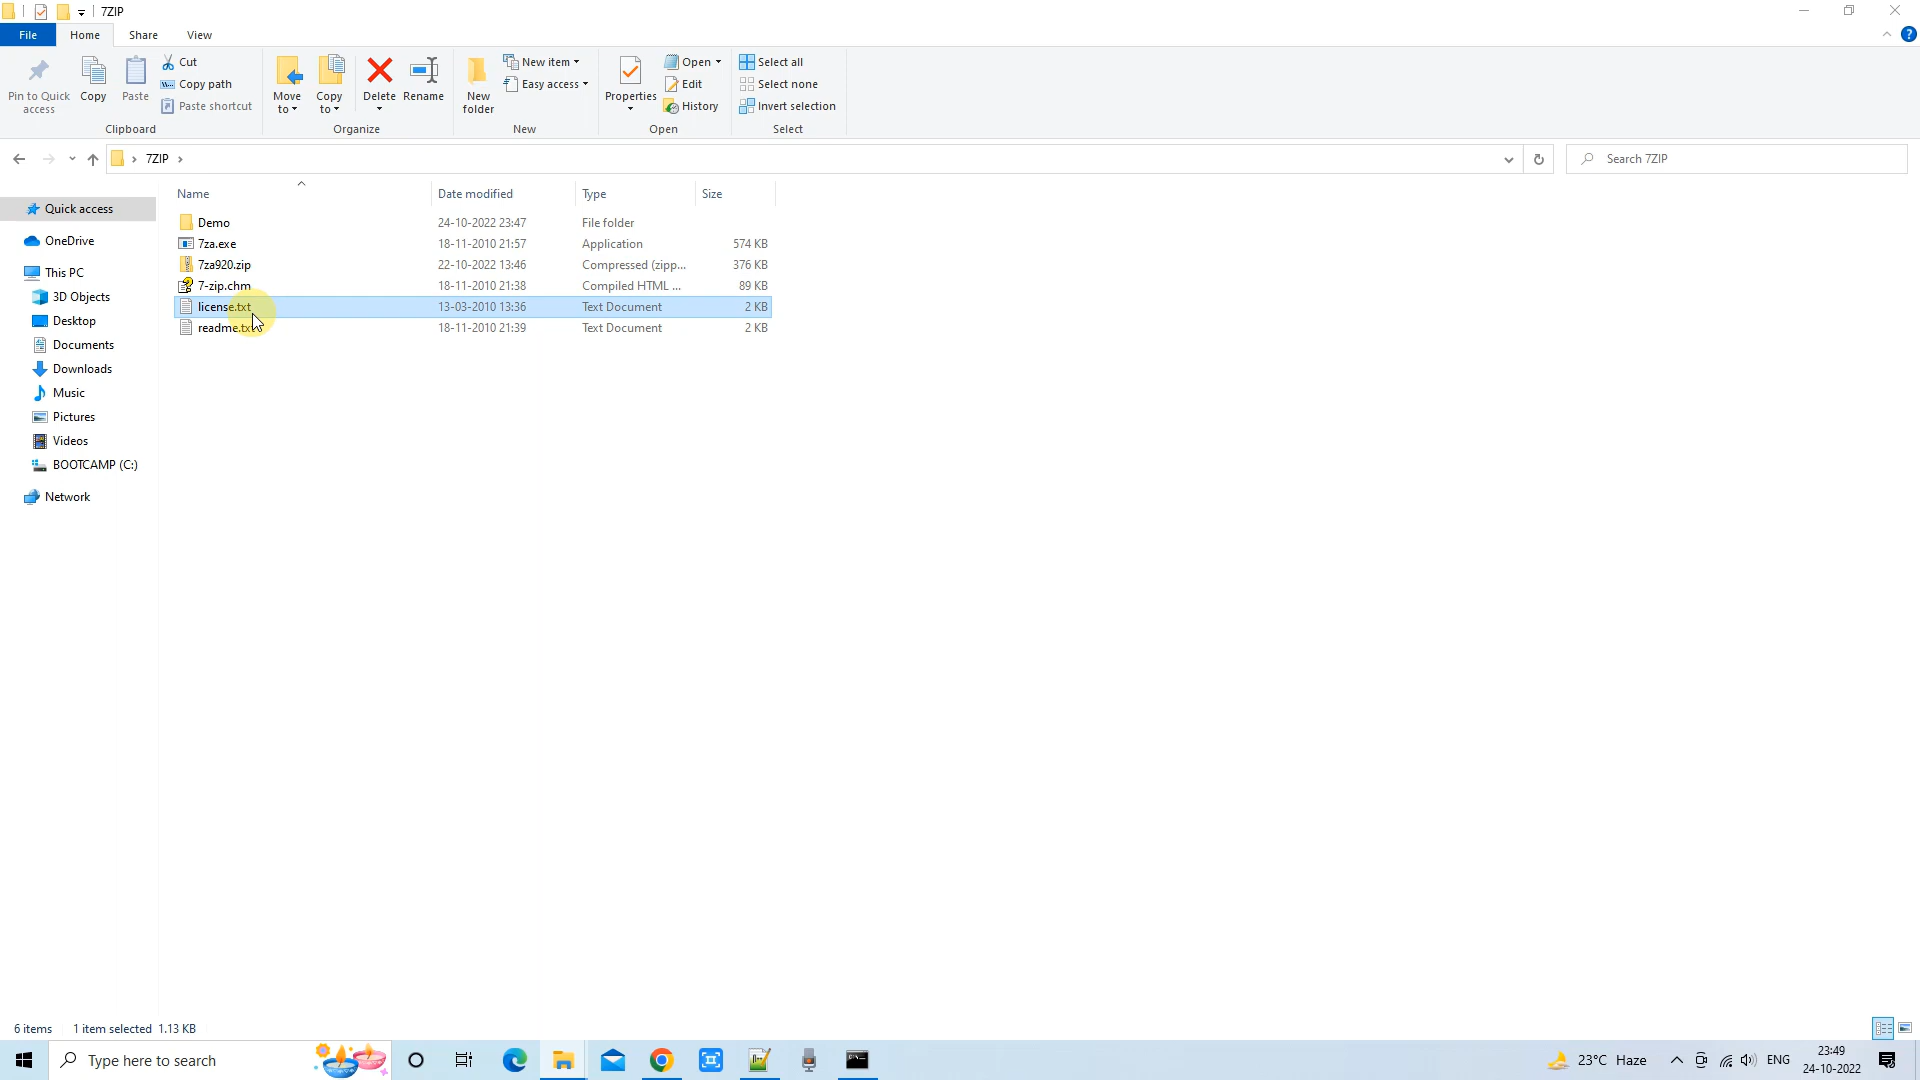 7ZIP
File Home Share View
Pin to Quick access
Copy
Paste
Cut
Copy path
Paste shortcut
Clipboard
Move to
Copy to
Delete
Rename
Organize
New folder
New item
Easy access
New
Properties
Open
Edit
History
Open
Select all
Select none
Invert selection
Select
7ZIP
Search 7ZIP
Name Date modified Type Size
Demo 24-10-2022 23:47 File folder
7za.exe 18-11-2010 21:57 Application 574 KB
7za920.zip 22-10-2022 13:46 Compressed (zipp... 376 KB
7-zip.chm 18-11-2010 21:38 Compiled HTML ... 89 KB
license.txt 13-03-2010 13:36 Text Document 2 KB
readme.txt 18-11-2010 21:39 Text Document 2 KB
Quick access
OneDrive
This PC
3D Objects
Desktop
Documents
Downloads
Music
Pictures
Videos
BOOTCAMP (C:)
Network
6 items 1 item selected 1.13 KB
Type here to search
23°C Haze
ENG
23:49
24-10-2022